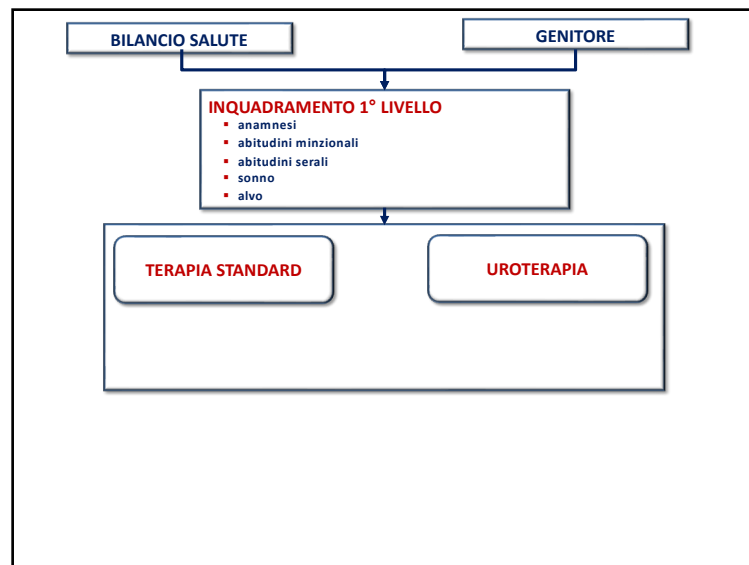 BILANCIO SALUTE
GENITORE
INQUADRAMENTO 1° LIVELLO
▪ anamnesi
▪ abitudini minzionali
▪ abitudini serali
▪ sonno
▪ alvo
TERAPIA STANDARD
UROTERAPIA